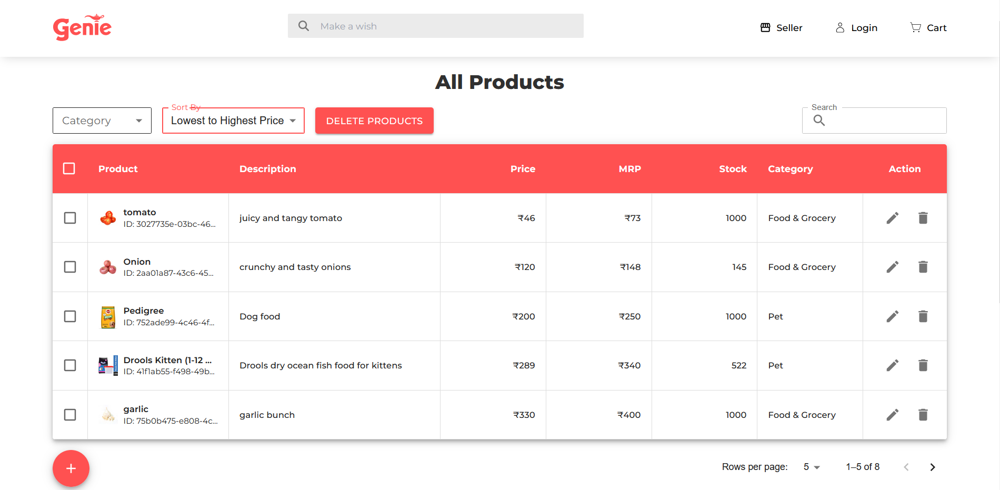 Genie
Make a wish
Seller
Login
Cart
All Products
Category
Sort By
Lowest to Highest Price
DELETE PRODUCTS
Search
Product Description Price MRP Stock Category Action
tomato
ID: 3027735e-03bc-46...
juicy and tangy tomato ₹46 ₹73 1000 Food & Grocery
Onion
ID: 2aa01a87-43c6-45...
crunchy and tasty onions ₹120 ₹148 145 Food & Grocery
Pedigree
ID: 752ade99-4c46-4f...
Dog food ₹200 ₹250 1000 Pet
Drools Kitten (1-12 ...
ID: 41f1ab55-f498-49b...
Drools dry ocean fish food for kittens ₹289 ₹340 522 Pet
garlic
ID: 75b0b475-e808-4c...
garlic bunch ₹330 ₹400 1000 Food & Grocery
+
Rows per page: 5 1–5 of 8